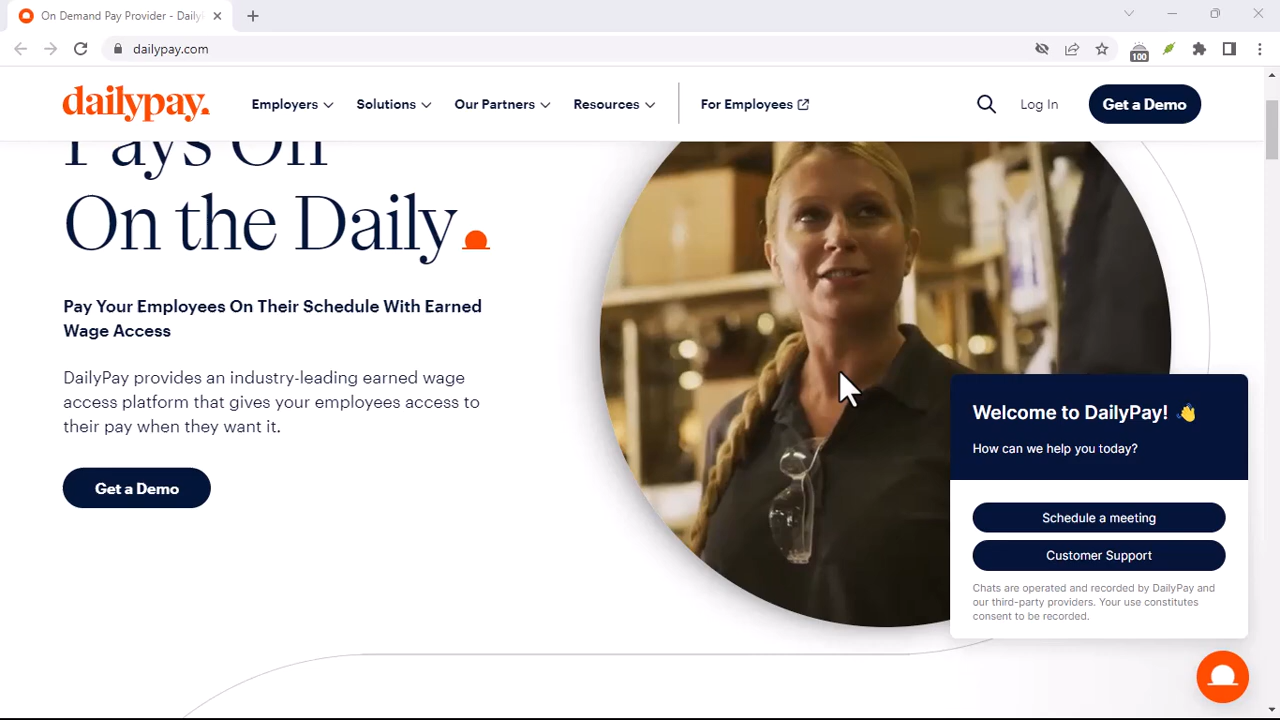 On Demand Pay Provider - Daily
dailypay.com
100
dailypay.
Employers
Solutions
Our Partners
Resources
For Employees
Log In
Get a Demo
Pays On
On the Daily
Pay Your Employees On Their Schedule With Earned
Wage Access
DailyPay provides an industry-leading earned wage
access platform that gives your employees access to
their pay when they want it.
Get a Demo
Welcome to DailyPay! 👋
How can we help you today?
Schedule a meeting
Customer Support
Chats are operated and recorded by DailyPay and
our third-party providers. Your use constitutes
consent to be recorded.